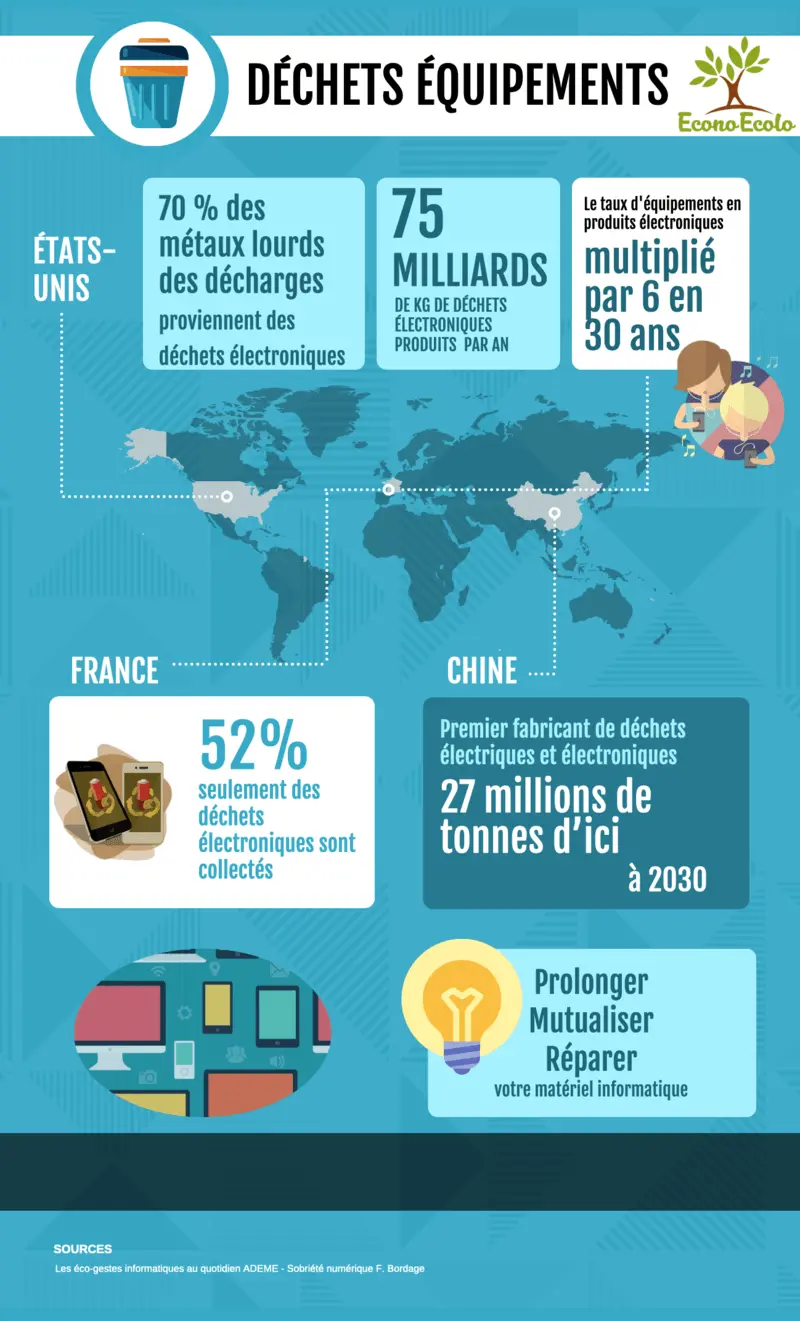 DÉCHETS ÉQUIPEMENTS
EconoEcolo
ÉTATS-
UNIS
70 % des
métaux lourds
des décharges
proviennent des
déchets électroniques
75
MILLIARDS
DE KG DE DÉCHETS
ÉLECTRONIQUES
PRODUITS PAR AN
Le taux d'équipements en
produits électroniques
multiplié
par 6 en
30 ans
FRANCE
52%
seulement des
déchets
électroniques sont
collectés
CHINE
Premier fabricant de déchets
électriques et électroniques
27 millions de
tonnes d’ici
à 2030
Prolonger
Mutualiser
Réparer
votre matériel informatique
SOURCES
Les éco-gestes informatiques au quotidien ADEME - Sobriété numérique F. Bordage